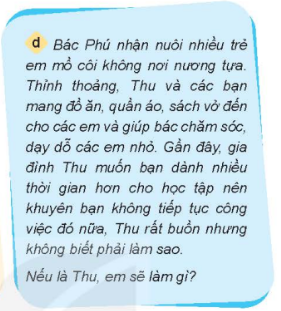 d Bác Phú nhận nuôi nhiều trẻ
em mồ côi không nơi nương tựa.
Thỉnh thoảng, Thu và các bạn
mang đồ ăn, quần áo, sách vở đến
cho các em và giúp bác chăm sóc,
dạy dỗ các em nhỏ. Gần đây, gia
đình Thu muốn bạn dành nhiều
thời gian hơn cho học tập nên
khuyên bạn không tiếp tục công
việc đó nữa, Thu rất buồn nhưng
không biết phải làm sao.
Nếu là Thu, em sẽ làm gì?